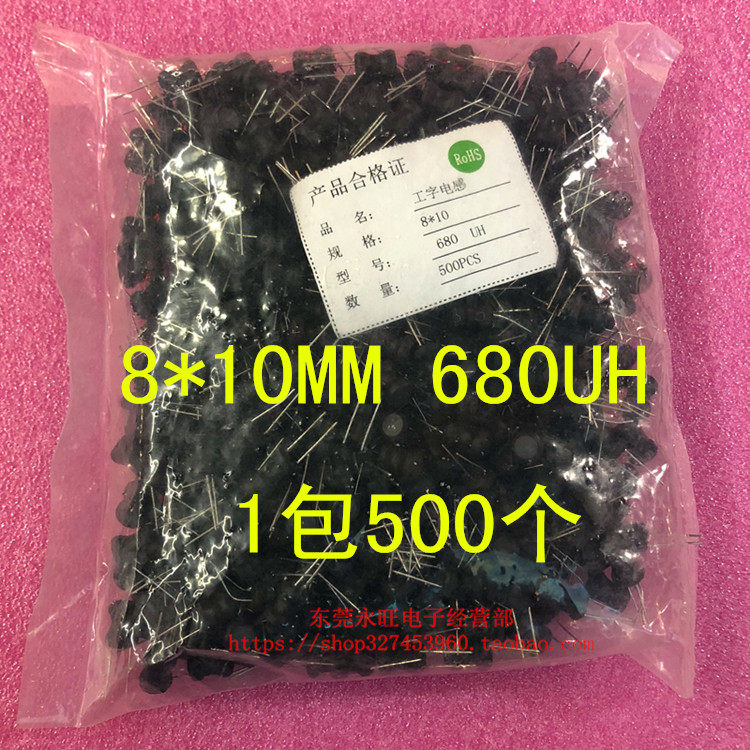 RoHS
产品合格证
品 名: 工字电感
规 格: 8*10
型 号: 680 UH
数 量: 500PCS
8*10MM 680UH
1包500个
东莞永旺电子经营部
https://shop327453960.taobao.com